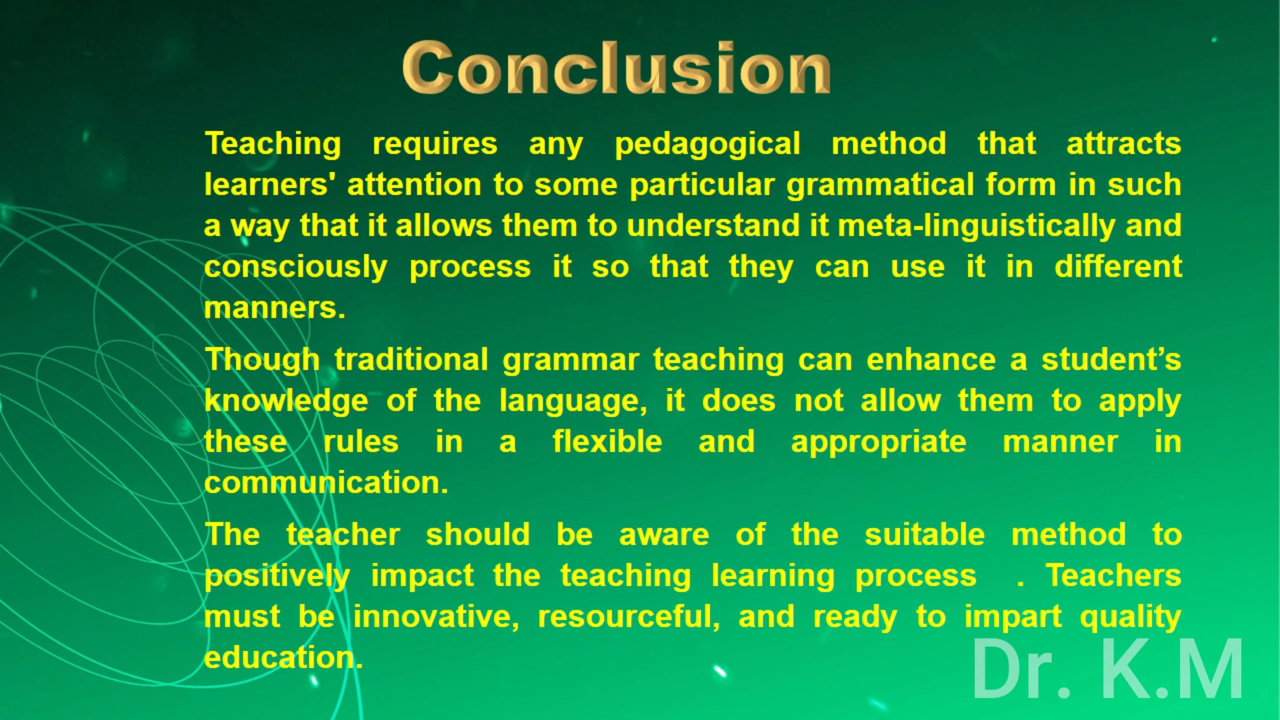 Conclusion
Teaching requires any pedagogical method that attracts
learners' attention to some particular grammatical form in such
a way that it allows them to understand it meta-linguistically and
consciously process it so that they can use it in different
manners.
Though traditional grammar teaching can enhance a student’s
knowledge of the language, it does not allow them to apply
these rules in a flexible and appropriate manner in
communication.
The teacher should be aware of the suitable method to
positively impact the teaching learning process . Teachers
must be innovative, resourceful, and ready to impart quality
education.
Dr. K.M